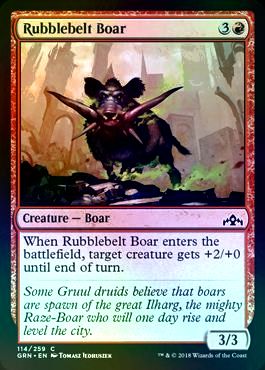 Rubblebelt Boar 3
Creature — Boar
When Rubblebelt Boar enters the
battlefield, target creature gets +2/+0
until end of turn.
Some Gruul druids believe that boars
are spawn of the great Ilharg, the mighty
Raze-Boar who will one day rise and
level the city.
3/3
114/259 C
GRN • EN Tomasz Jedruszek
™ & © 2018 Wizards of the Coast